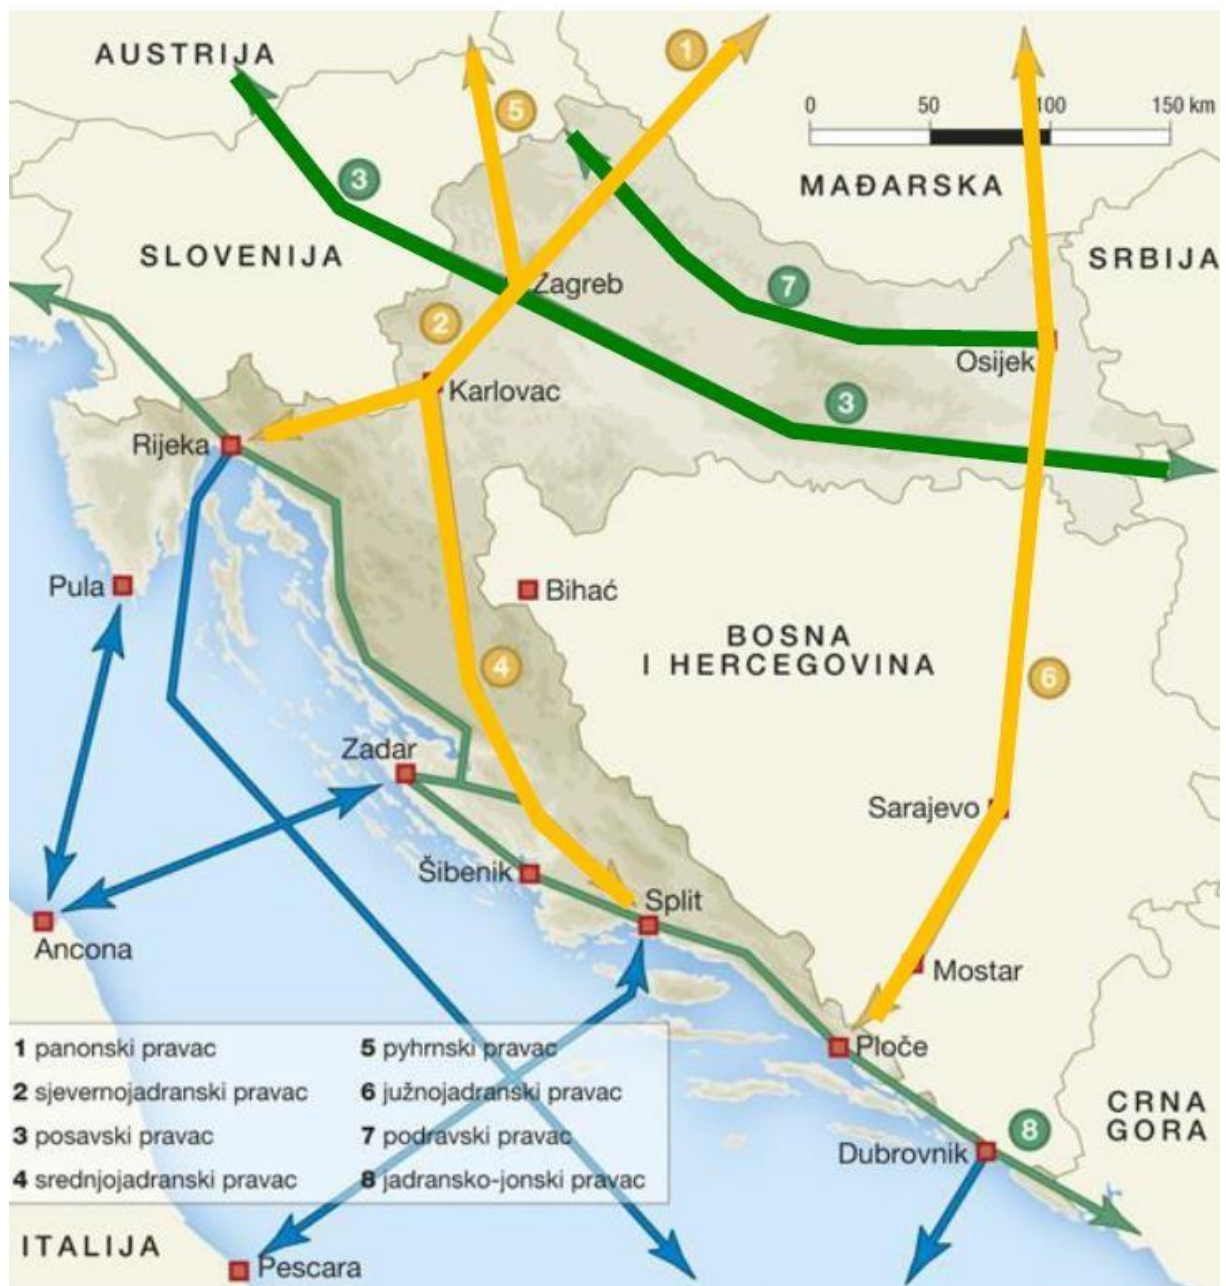 AUSTRIJA
1
5
0 50 100 150 km
3
MAĐARSKA
SLOVENIJA
SRBIJA
Zagreb
7
2
Osijek
Karlovac
3
Rijeka
Pula
Bihać
BOSNA
I HERCEGOVINA
4
6
Zadar
Sarajevo
Šibenik
Split
Ancona
Mostar
Ploče
1 panonski pravac
2 sjevernojadranski pravac
3 posavski pravac
4 srednjojadranski pravac
5 pyhrnski pravac
6 južnojadranski pravac
7 podravski pravac
8 jadransko-jonski pravac
CRNA
GORA
8
Dubrovnik
ITALIJA
Pescara